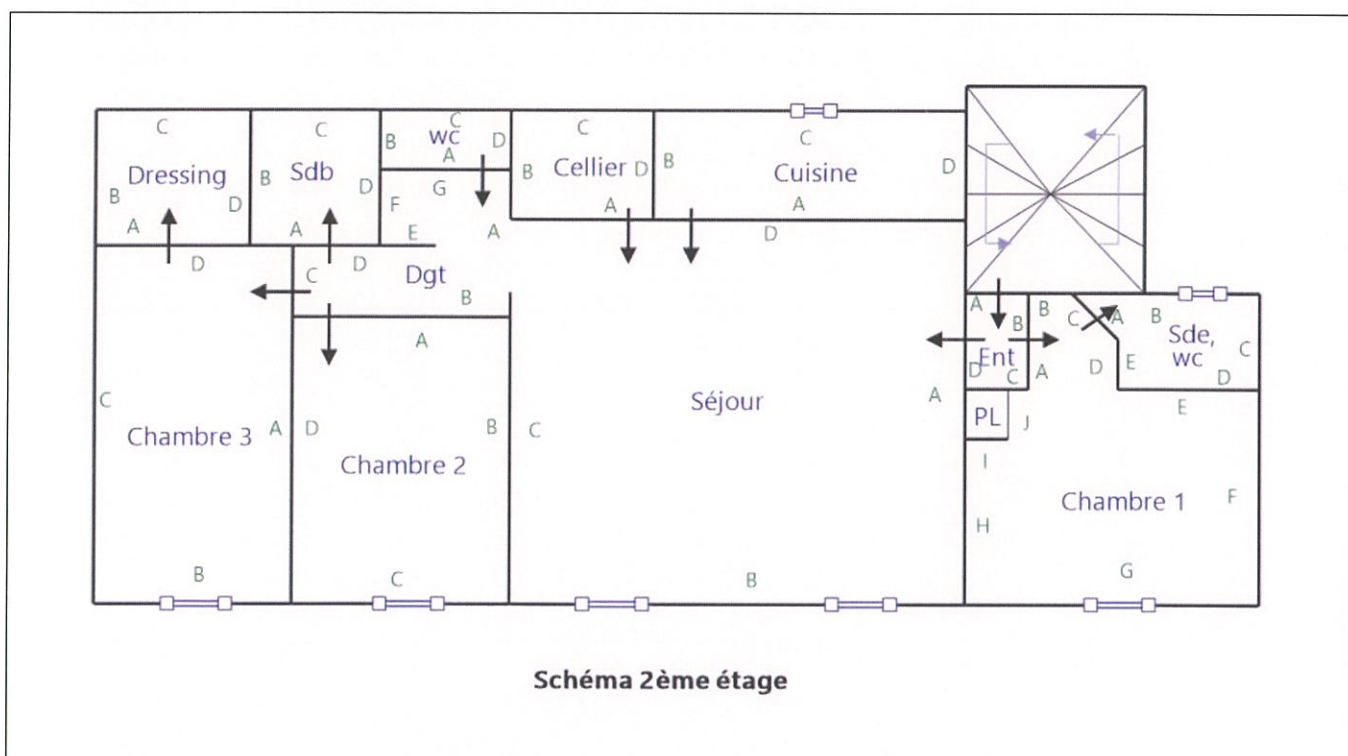 C C C C C
B wc D
Dressing B Sdb A B Cellier D B Cuisine D
B D D G
A A F A A
E A D
D C D Dgt
B
A
A B B C A B
Ent Sde, C
D C A D E wc
D
C A D B C Séjour A PL J E
Chambre 3 Chambre 2 I
Chambre 1 F
H
B C B G
Schéma 2ème étage